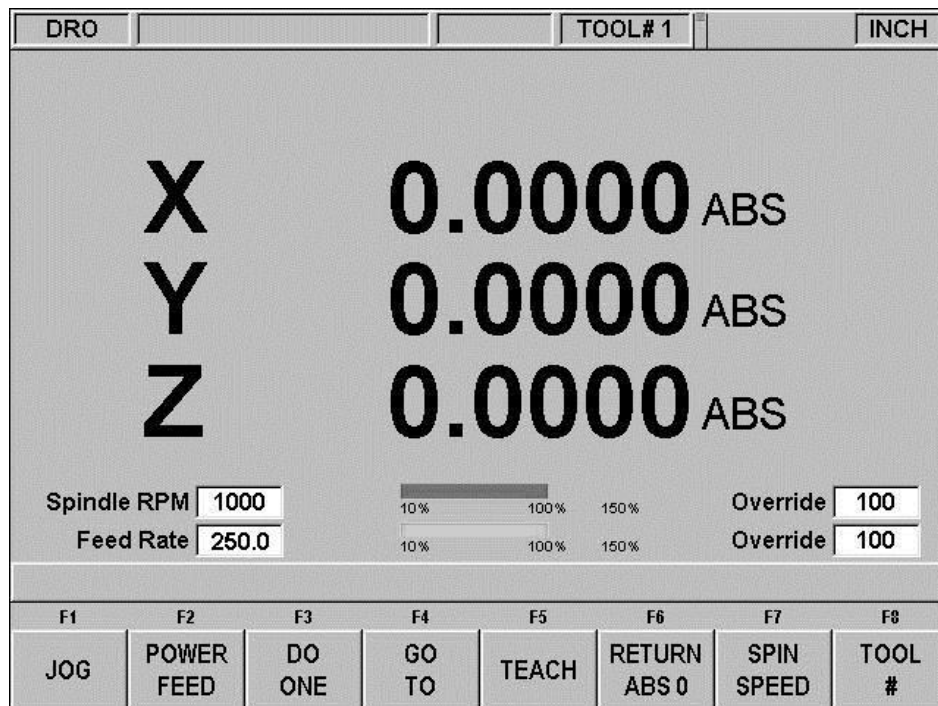 DRO TOOL# 1 INCH
X 0.0000 ABS
Y 0.0000 ABS
Z 0.0000 ABS
Spindle RPM 1000 10% 100% 150% Override 100
Feed Rate 250.0 10% 100% 150% Override 100
F1 F2 F3 F4 F5 F6 F7 F8
JOG POWER FEED DO ONE GO TO TEACH RETURN ABS 0 SPIN SPEED TOOL #